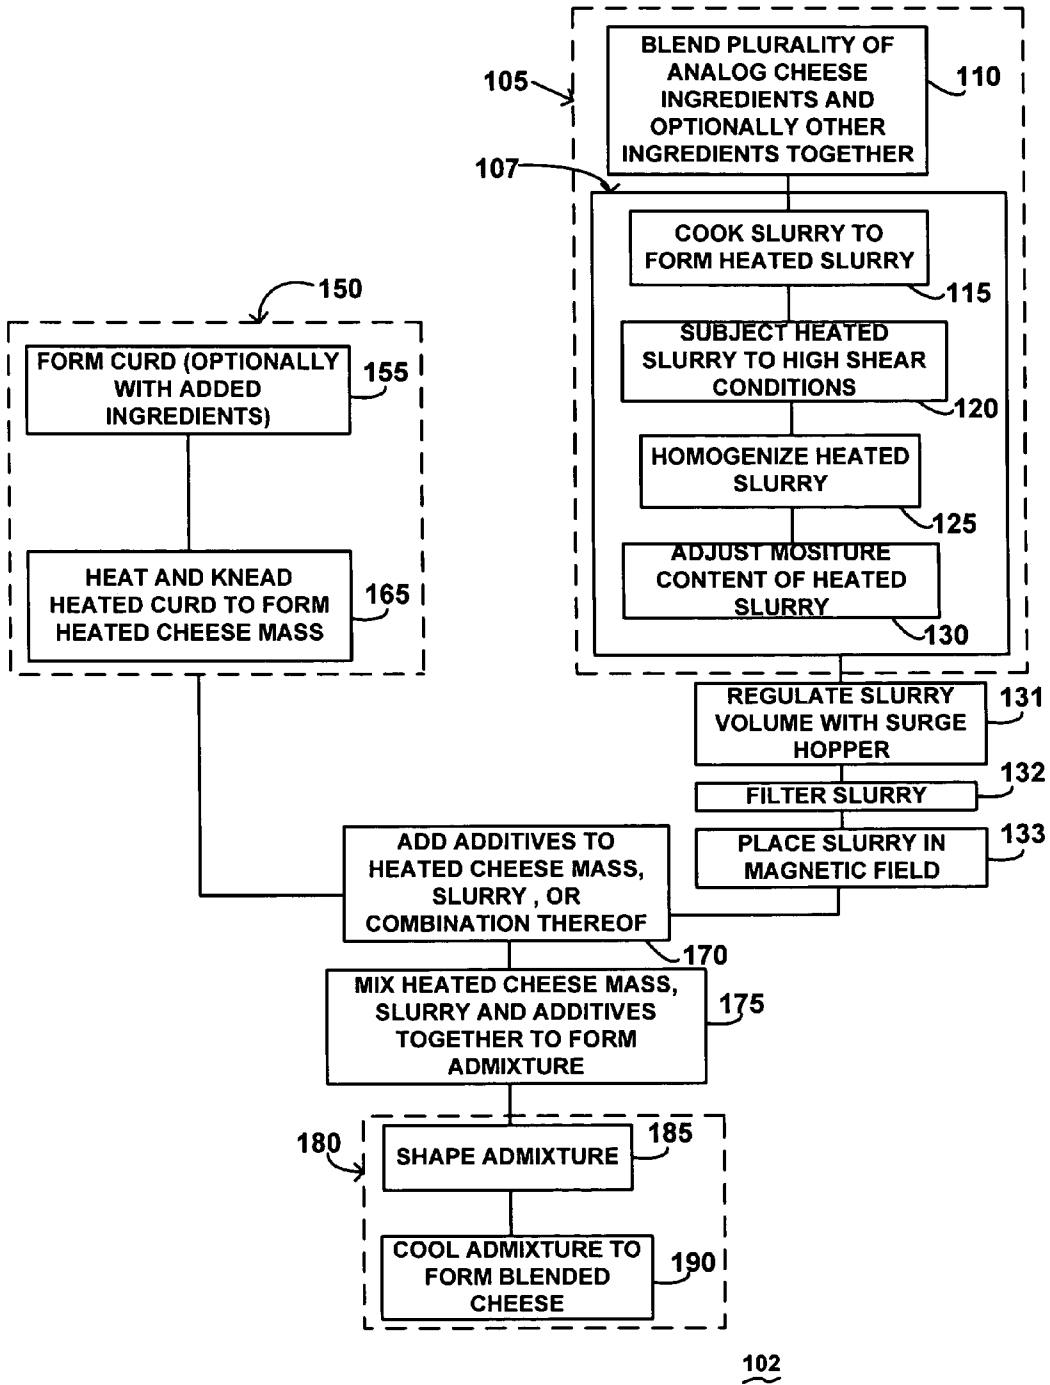 BLEND PLURALITY OF
ANALOG CHEESE
INGREDIENTS AND
OPTIONALLY OTHER
INGREDIENTS TOGETHER
110
105
107
COOK SLURRY TO
FORM HEATED SLURRY
115
SUBJECT HEATED
SLURRY TO HIGH SHEAR
CONDITIONS
120
HOMOGENIZE HEATED
SLURRY
125
ADJUST MOSITURE
CONTENT OF HEATED
SLURRY
130
150
FORM CURD (OPTIONALLY
WITH ADDED
INGREDIENTS)
155
HEAT AND KNEAD
HEATED CURD TO FORM
HEATED CHEESE MASS
165
REGULATE SLURRY
VOLUME WITH SURGE
HOPPER
131
FILTER SLURRY
132
PLACE SLURRY IN
MAGNETIC FIELD
133
ADD ADDITIVES TO
HEATED CHEESE MASS,
SLURRY , OR
COMBINATION THEREOF
170
MIX HEATED CHEESE MASS,
SLURRY AND ADDITIVES
TOGETHER TO FORM
ADMIXTURE
175
180
SHAPE ADMIXTURE
185
COOL ADMIXTURE TO
FORM BLENDED
CHEESE
190
102